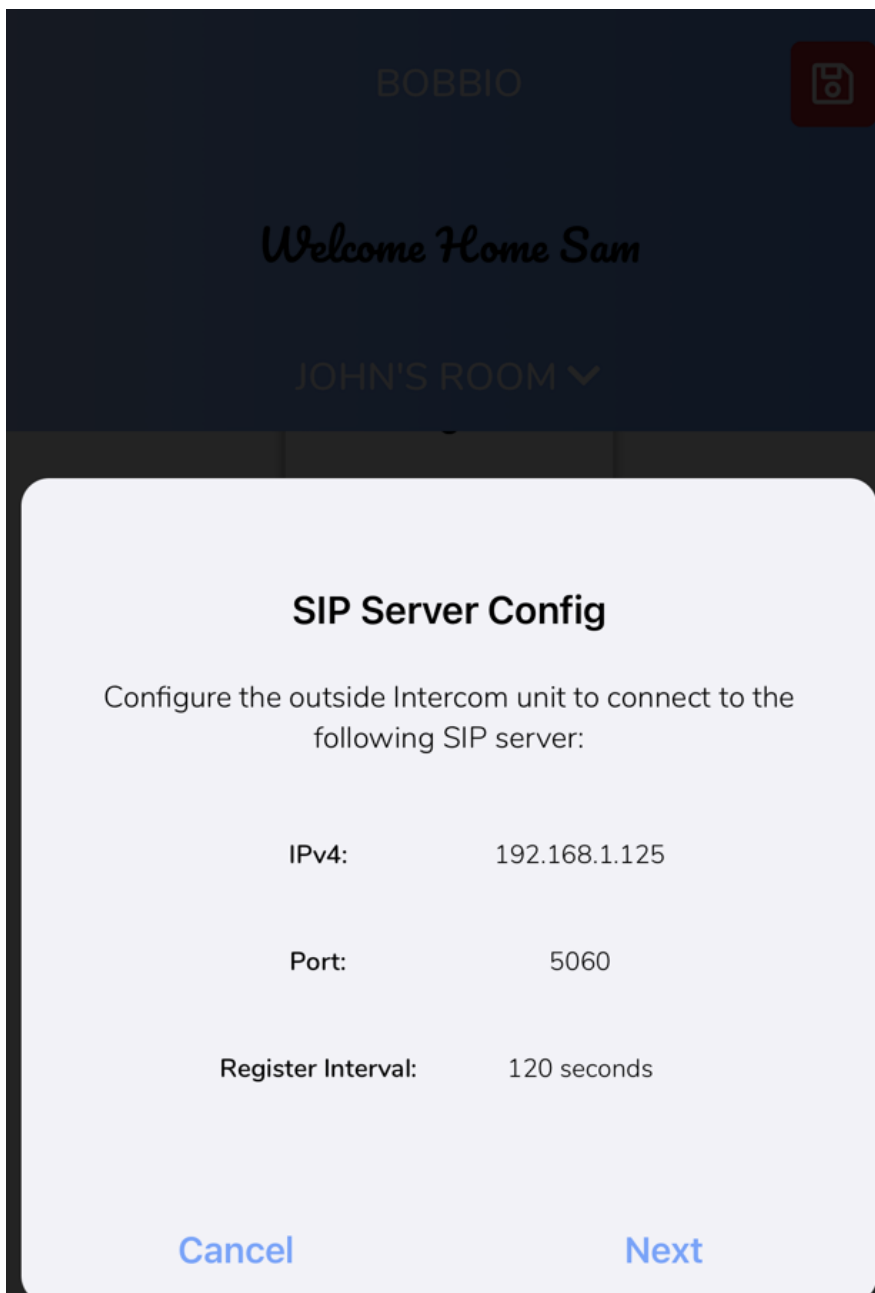 BOBBIO
Welcome Home Sam
JOHN'S ROOM
SIP Server Config
Configure the outside Intercom unit to connect to the
following SIP server:
IPv4: 192.168.1.125
Port: 5060
Register Interval: 120 seconds
Cancel Next